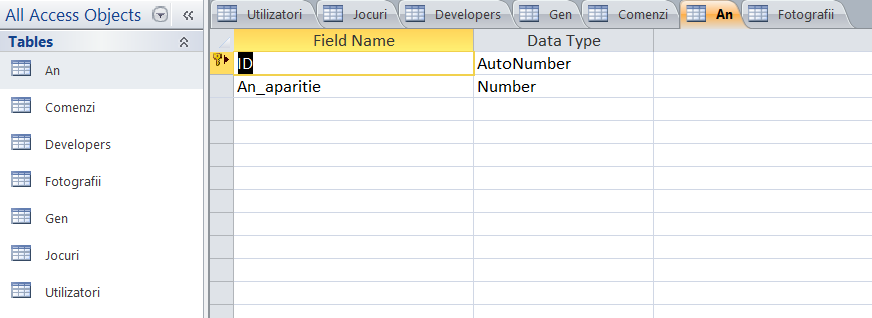 All Access Objects
Tables
An
Comenzi
Developers
Fotografii
Gen
Jocuri
Utilizatori
Utilizatori Jocuri Developers Gen Comenzi An Fotografii
Field Name Data Type
ID AutoNumber
An_aparitie Number